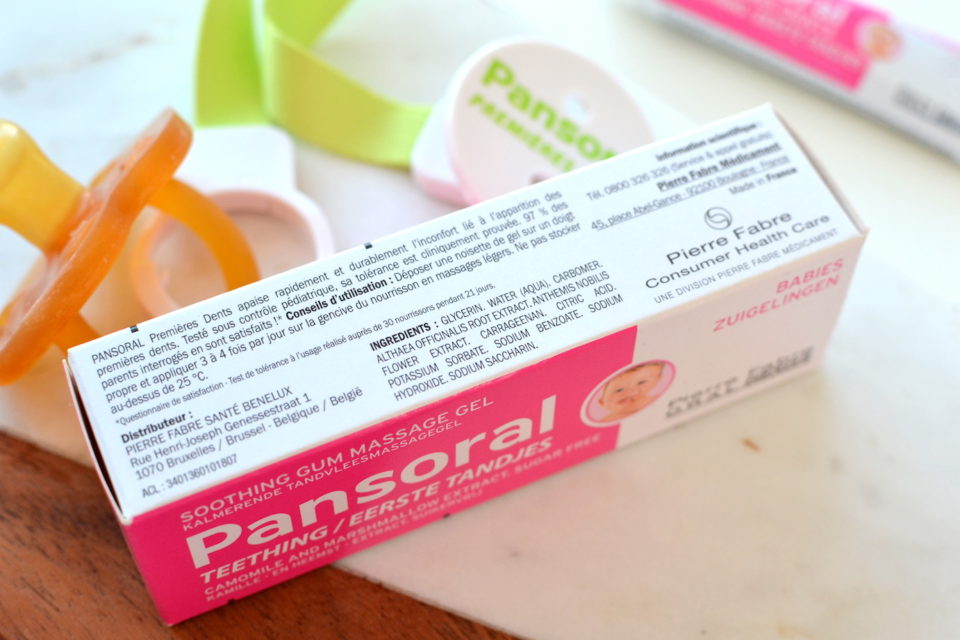 Pansoral
PREMIÈRES
PANSORAL Premières Dents apaise rapidement et durablement l'inconfort lié à l'apparition des
premières dents. Testé sous contrôle pédiatrique, sa tolérance est cliniquement prouvée. 97 % des
parents interrogés en sont satisfaits !* Conseils d'utilisation : Déposer une noisette de gel sur un doigt
propre et appliquer 3 à 4 fois par jour sur la gencive du nourrisson en massages légers. Ne pas stocker
au-dessus de 25 °C.
*Questionnaire de satisfaction - Test de tolérance à l'usage réalisé auprès de 30 nourrissons pendant 21 jours.
Distributeur :
PIERRE FABRE SANTÉ BENELUX
Rue Henri-Joseph Genessestraat 1
1070 Bruxelles / Brussel - Belgique / België
ACL : 3401360101807
INGREDIENTS : GLYCERIN. WATER (AQUA). CARBOMER.
ALTHAEA OFFICINALIS ROOT EXTRACT. ANTHEMIS NOBILIS
FLOWER EXTRACT. CARRAGEENAN. CITRIC ACID.
POTASSIUM SORBATE. SODIUM BENZOATE. SODIUM
HYDROXIDE. SODIUM SACCHARIN.
Information scientifique :
Tél. 0800 326 326 (Service & appel gratuits)
Pierre Fabre Médicament
45, place Abel-Gance - 92100 Boulogne - France
Made in France
Pierre Fabre
Consumer Health Care
UNE DIVISION PIERRE FABRE MÉDICAMENT
SOOTHING GUM MASSAGE GEL
KALMERENDE TANDVLEESMASSAGEGEL
Pansoral
TEETHING / EERSTE TANDJES
CAMOMILE AND MARSHMALLOW EXTRACT, SUGAR FREE
KAMILLE - EN HEEMST - EXTRACT, SUIKERVRIJ
BABIES
ZUIGELINGEN
Pierre Fabre